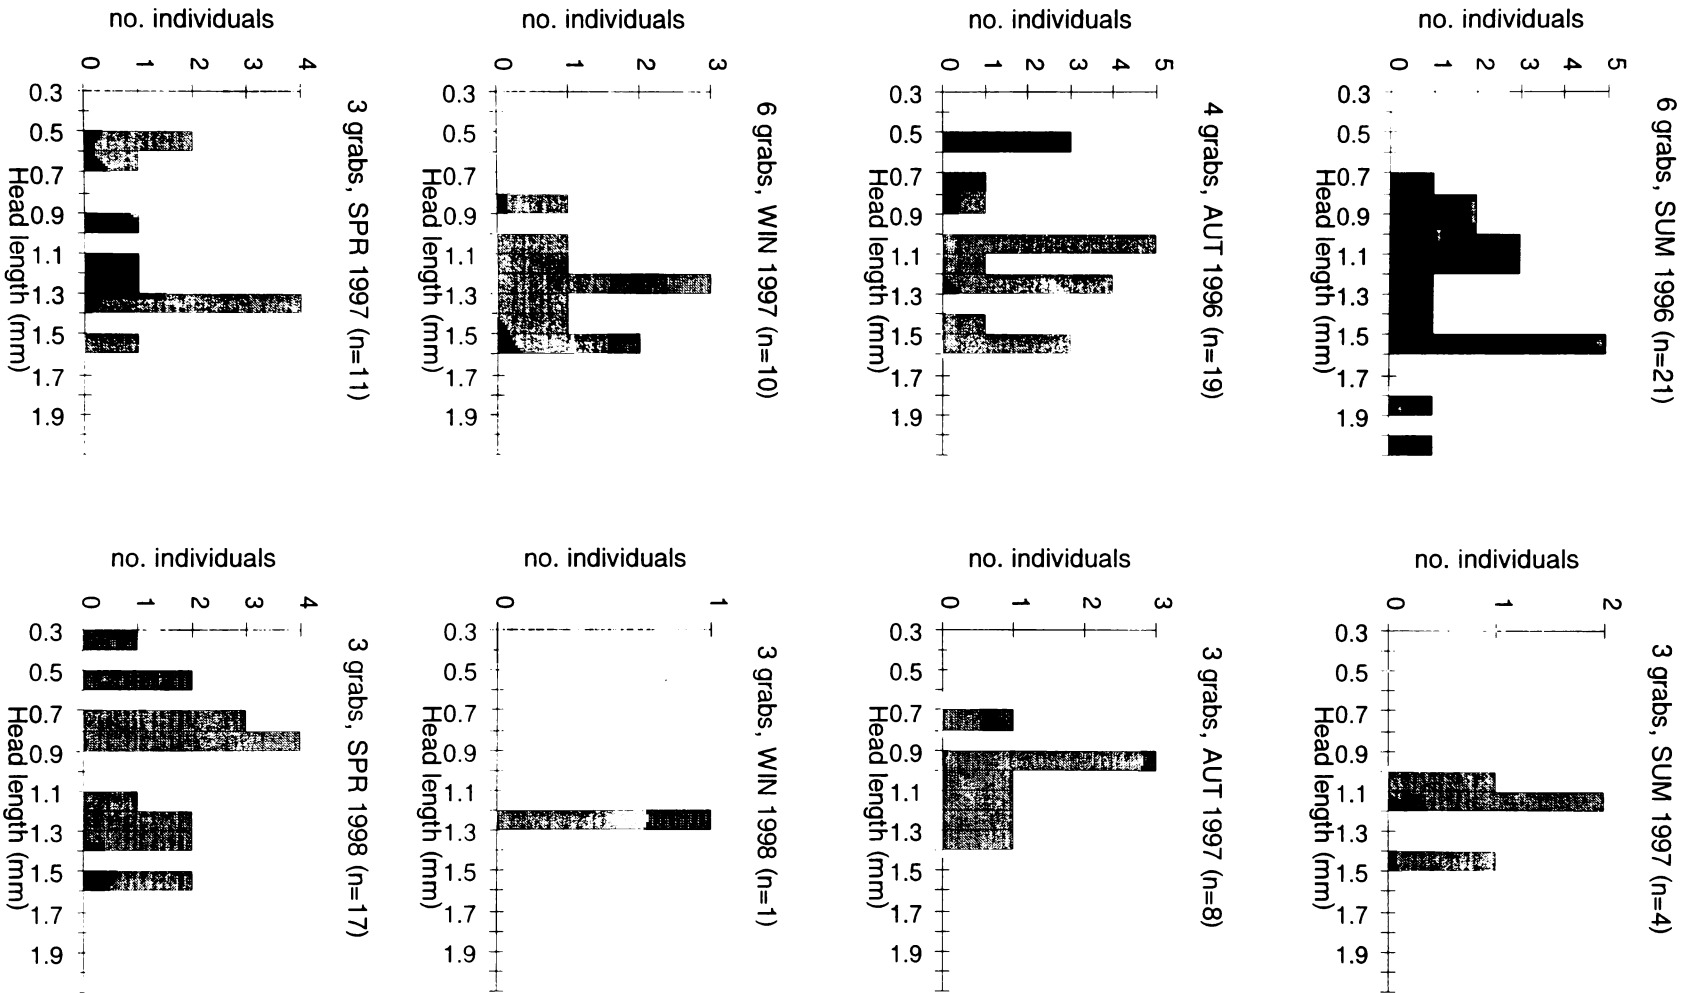 6 grabs, SUM 1996 (n=21)
no. individuals
0 1 2 3 4 5
0.3 0.5 0.7 0.9 1.1 1.3 1.5 1.7 1.9
Head length (mm)
4 grabs, AUT 1996 (n=19)
no. individuals
0 1 2 3 4 5
0.3 0.5 0.7 0.9 1.1 1.3 1.5 1.7 1.9
Head length (mm)
6 grabs, WIN 1997 (n=10)
no. individuals
0 1 2 3
0.3 0.5 0.7 0.9 1.1 1.3 1.5 1.7 1.9
Head length (mm)
3 grabs, SPR 1997 (n=11)
no. individuals
0 1 2 3 4
0.3 0.5 0.7 0.9 1.1 1.3 1.5 1.7 1.9
Head length (mm)
3 grabs, SUM 1997 (n=4)
no. individuals
0 1 2
0.3 0.5 0.7 0.9 1.1 1.3 1.5 1.7 1.9
Head length (mm)
3 grabs, AUT 1997 (n=8)
no. individuals
0 1 2 3
0.3 0.5 0.7 0.9 1.1 1.3 1.5 1.7 1.9
Head length (mm)
3 grabs, WIN 1998 (n=1)
no. individuals
0 1
0.3 0.5 0.7 0.9 1.1 1.3 1.5 1.7 1.9
Head length (mm)
3 grabs, SPR 1998 (n=17)
no. individuals
0 1 2 3 4
0.3 0.5 0.7 0.9 1.1 1.3 1.5 1.7 1.9
Head length (mm)